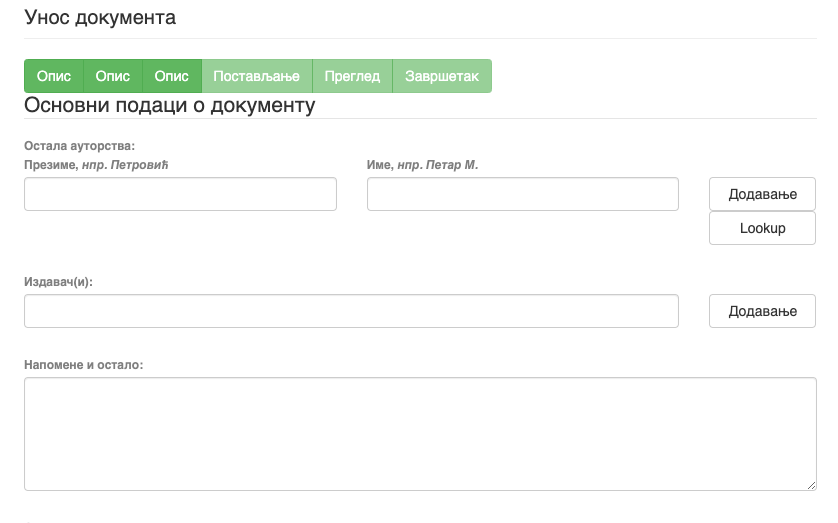 Унос документа
Опис Опис Опис Постављање Преглед Завршетак
Основни подаци о документу
Остала ауторства:
Презиме, нпр. Петровић Име, нпр. Петар М.
Додавање
Lookup
Издавач(и):
Додавање
Напомене и остало: